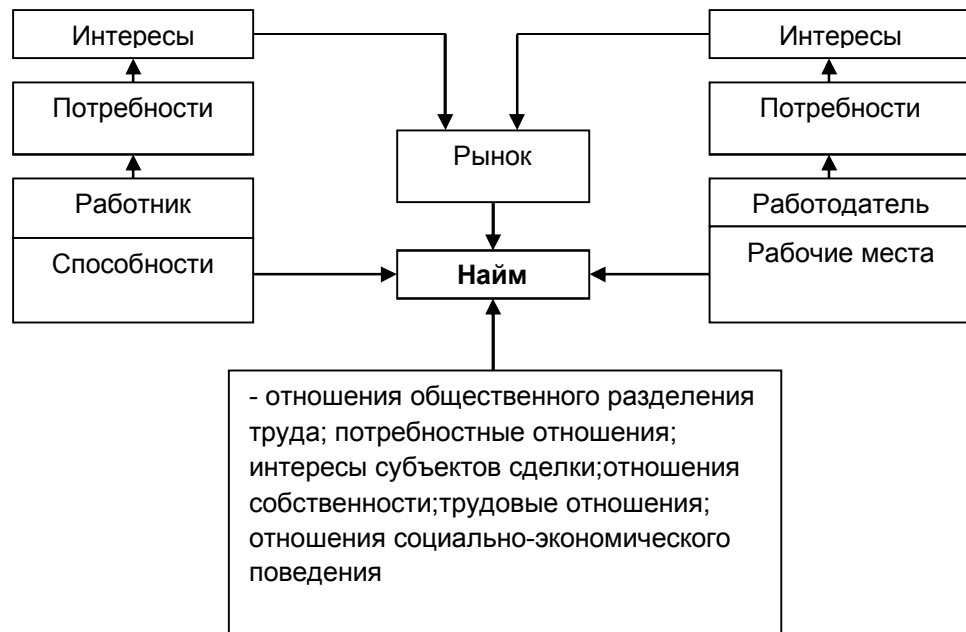 Интересы
Потребности
Работник
Способности
Рынок
Найм
Интересы
Потребности
Работодатель
Рабочие места
- отношения общественного разделения
труда; потребностные отношения;
интересы субъектов сделки;отношения
собственности;трудовые отношения;
отношения социально-экономического
поведения